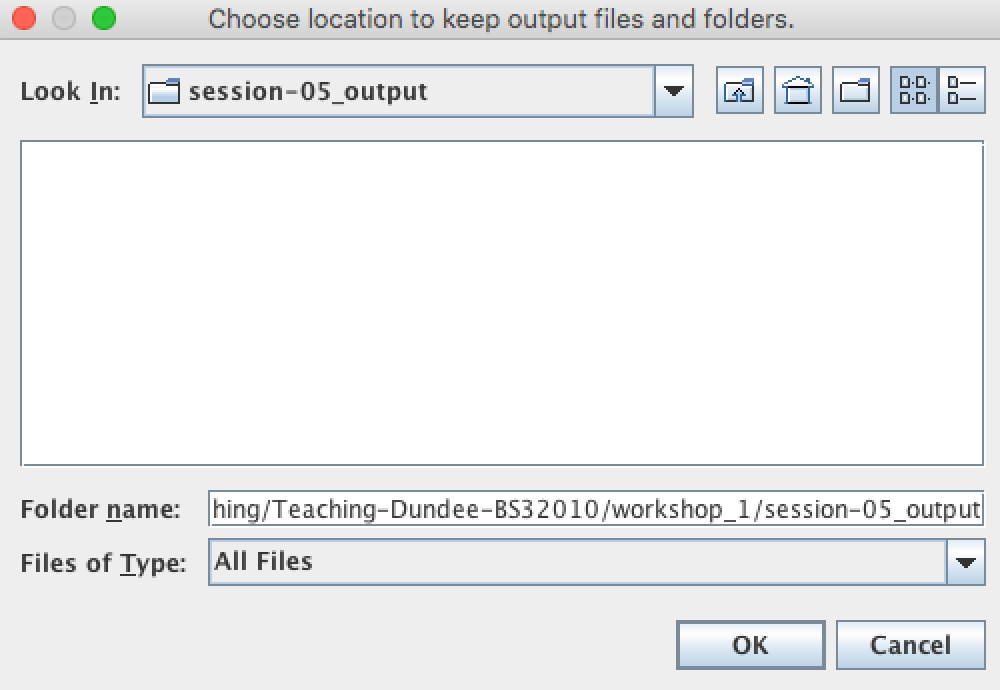 Choose location to keep output files and folders.
Look In: session-05_output
Folder name: hing/Teaching-Dundee-BS32010/workshop_1/session-05_output
Files of Type: All Files
OK Cancel